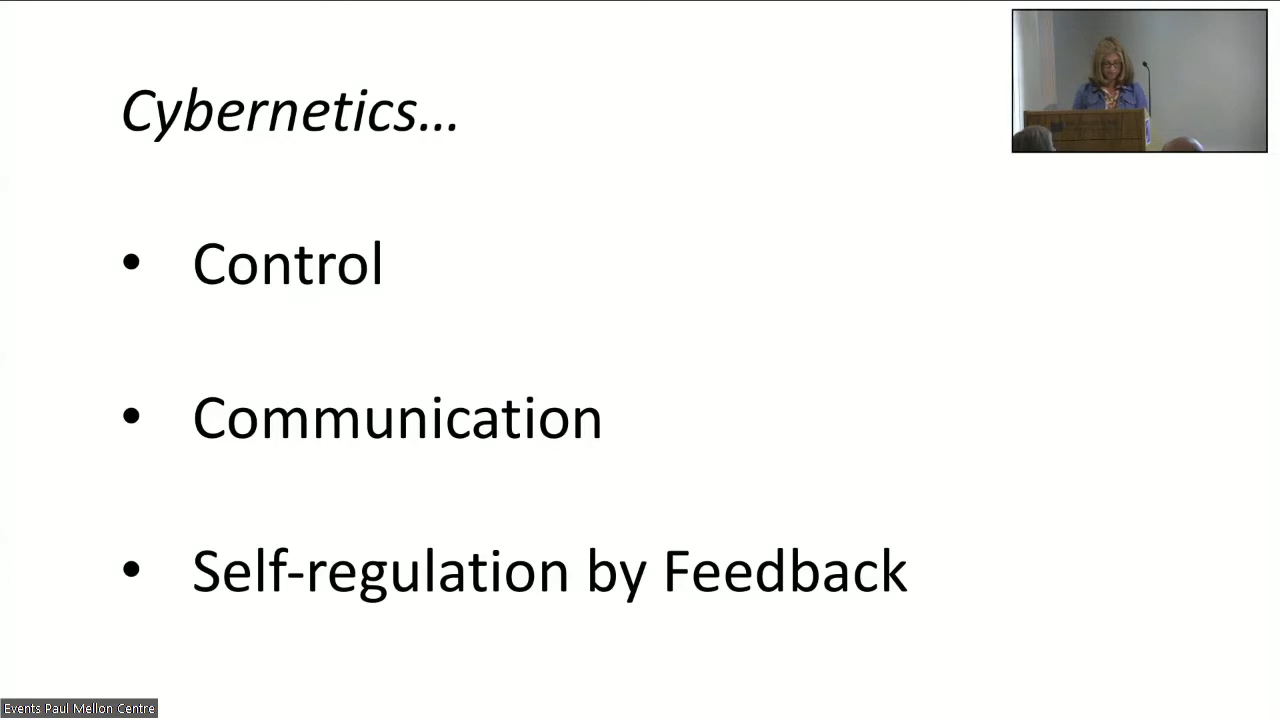 Cybernetics...
• Control
• Communication
• Self-regulation by Feedback
Events Paul Mellon Centre